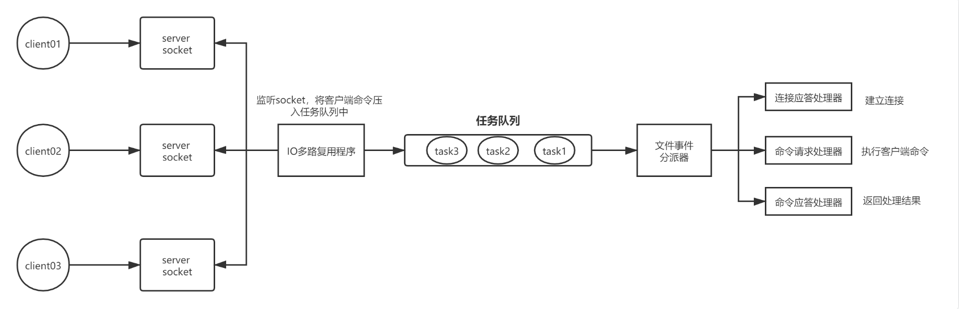 client01
server
socket
监听socket，将客户端命令压
入任务队列中
任务队列
连接应答处理器
建立连接
client02
server
socket
IO多路复用程序
task3
task2
task1
文件事件
分派器
命令请求处理器
执行客户端命令
命令应答处理器
返回处理结果
client03
server
socket